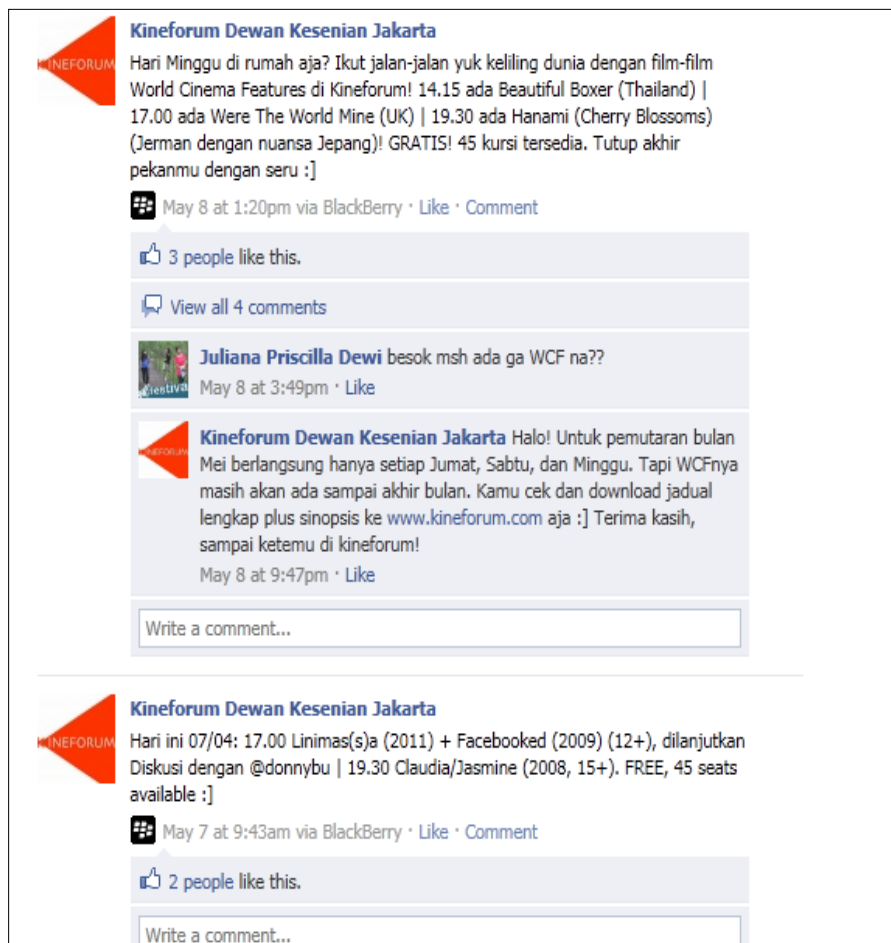 Kineforum Dewan Kesenian Jakarta
KINEFORUM
Hari Minggu di rumah aja? Ikut jalan-jalan yuk keliling dunia dengan film-film
World Cinema Features di Kineforum! 14.15 ada Beautiful Boxer (Thailand) |
17.00 ada Were The World Mine (UK) | 19.30 ada Hanami (Cherry Blossoms)
(Jerman dengan nuansa Jepang)! GRATIS! 45 kursi tersedia. Tutup akhir
pekanmu dengan seru :]
May 8 at 1:20pm via BlackBerry · Like · Comment
3 people like this.
View all 4 comments
Juliana Priscilla Dewi besok msh ada ga WCF na??
May 8 at 3:49pm · Like
Kineforum Dewan Kesenian Jakarta Halo! Untuk pemutaran bulan
KINEFORUM
Mei berlangsung hanya setiap Jumat, Sabtu, dan Minggu. Tapi WCFnya
masih akan ada sampai akhir bulan. Kamu cek dan download jadual
lengkap plus sinopsis ke www.kineforum.com aja :] Terima kasih,
sampai ketemu di kineforum!
May 8 at 9:47pm · Like
Write a comment...
Kineforum Dewan Kesenian Jakarta
KINEFORUM
Hari ini 07/04: 17.00 Linimas(s)a (2011) + Facebooked (2009) (12+), dilanjutkan
Diskusi dengan @donnybu | 19.30 Claudia/Jasmine (2008, 15+). FREE, 45 seats
available :]
May 7 at 9:43am via BlackBerry · Like · Comment
2 people like this.
Write a comment...